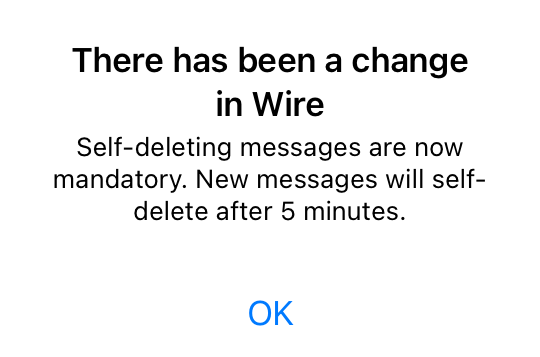 There has been a change
in Wire
Self-deleting messages are now
mandatory. New messages will self-
delete after 5 minutes.
OK